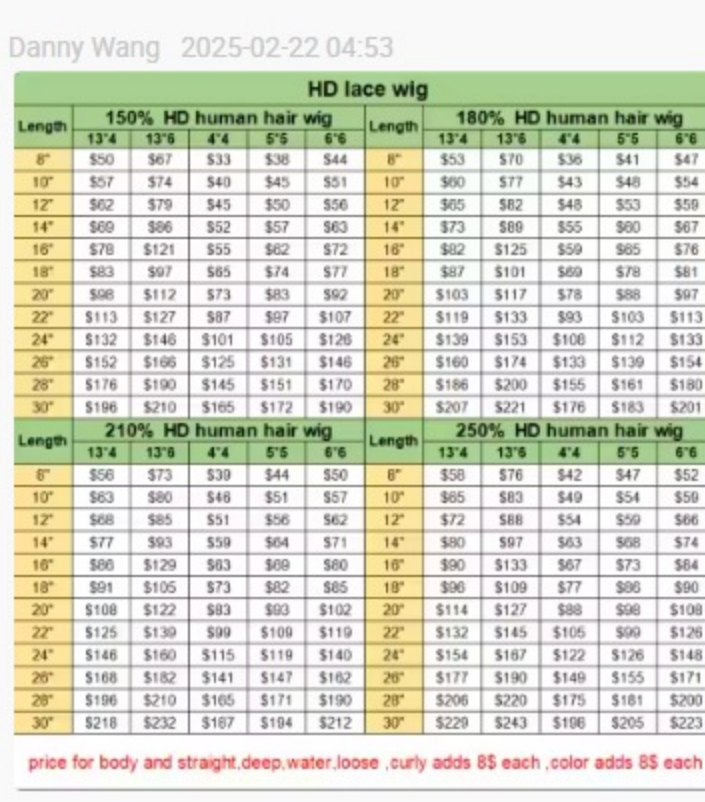 Danny Wang 2025-02-22 04:53
HD lace wig
Length 150% HD human hair wig Length 180% HD human hair wig
13"4 13"6 4"4 5"5 6"6 13"4 13"6 4"4 5"5 6"6
8" $50 $67 $33 $38 $44 8" $53 $70 $36 $41 $47
10" $57 $74 $40 $45 $51 10" $60 $77 $43 $48 $54
12" $62 $79 $45 $50 $56 12" $65 $82 $48 $53 $59
14" $69 $86 $52 $57 $63 14" $73 $89 $55 $60 $67
16" $78 $121 $55 $62 $72 16" $82 $125 $59 $65 $76
18" $83 $97 $65 $74 $77 18" $87 $101 $69 $78 $81
20" $98 $112 $73 $83 $92 20" $103 $117 $78 $88 $97
22" $113 $127 $87 $97 $107 22" $119 $133 $93 $103 $113
24" $132 $146 $101 $105 $126 24" $139 $153 $108 $112 $133
26" $152 $166 $125 $131 $146 26" $160 $174 $133 $139 $154
28" $176 $190 $145 $151 $170 28" $186 $200 $155 $161 $180
30" $196 $210 $165 $172 $190 30" $207 $221 $176 $183 $201
Length 210% HD human hair wig Length 250% HD human hair wig
13"4 13"6 4"4 5"5 6"6 13"4 13"6 4"4 5"5 6"6
8" $56 $73 $39 $44 $50 8" $58 $76 $42 $47 $52
10" $63 $80 $46 $51 $57 10" $65 $83 $49 $54 $59
12" $68 $85 $51 $56 $62 12" $72 $88 $54 $59 $66
14" $77 $93 $59 $64 $71 14" $80 $97 $63 $68 $74
16" $86 $129 $63 $69 $80 16" $90 $133 $67 $73 $84
18" $91 $105 $73 $82 $85 18" $96 $109 $77 $86 $90
20" $108 $122 $83 $93 $102 20" $114 $127 $88 $98 $108
22" $125 $139 $99 $109 $119 22" $132 $145 $105 $99 $126
24" $146 $160 $115 $119 $140 24" $154 $167 $122 $126 $148
26" $168 $182 $141 $147 $162 26" $177 $190 $149 $155 $171
28" $196 $210 $165 $171 $190 28" $206 $220 $175 $181 $200
30" $218 $232 $187 $194 $212 30" $229 $243 $198 $205 $223
price for body and straight,deep,water,loose ,curly adds 8$ each ,color adds 8$ each